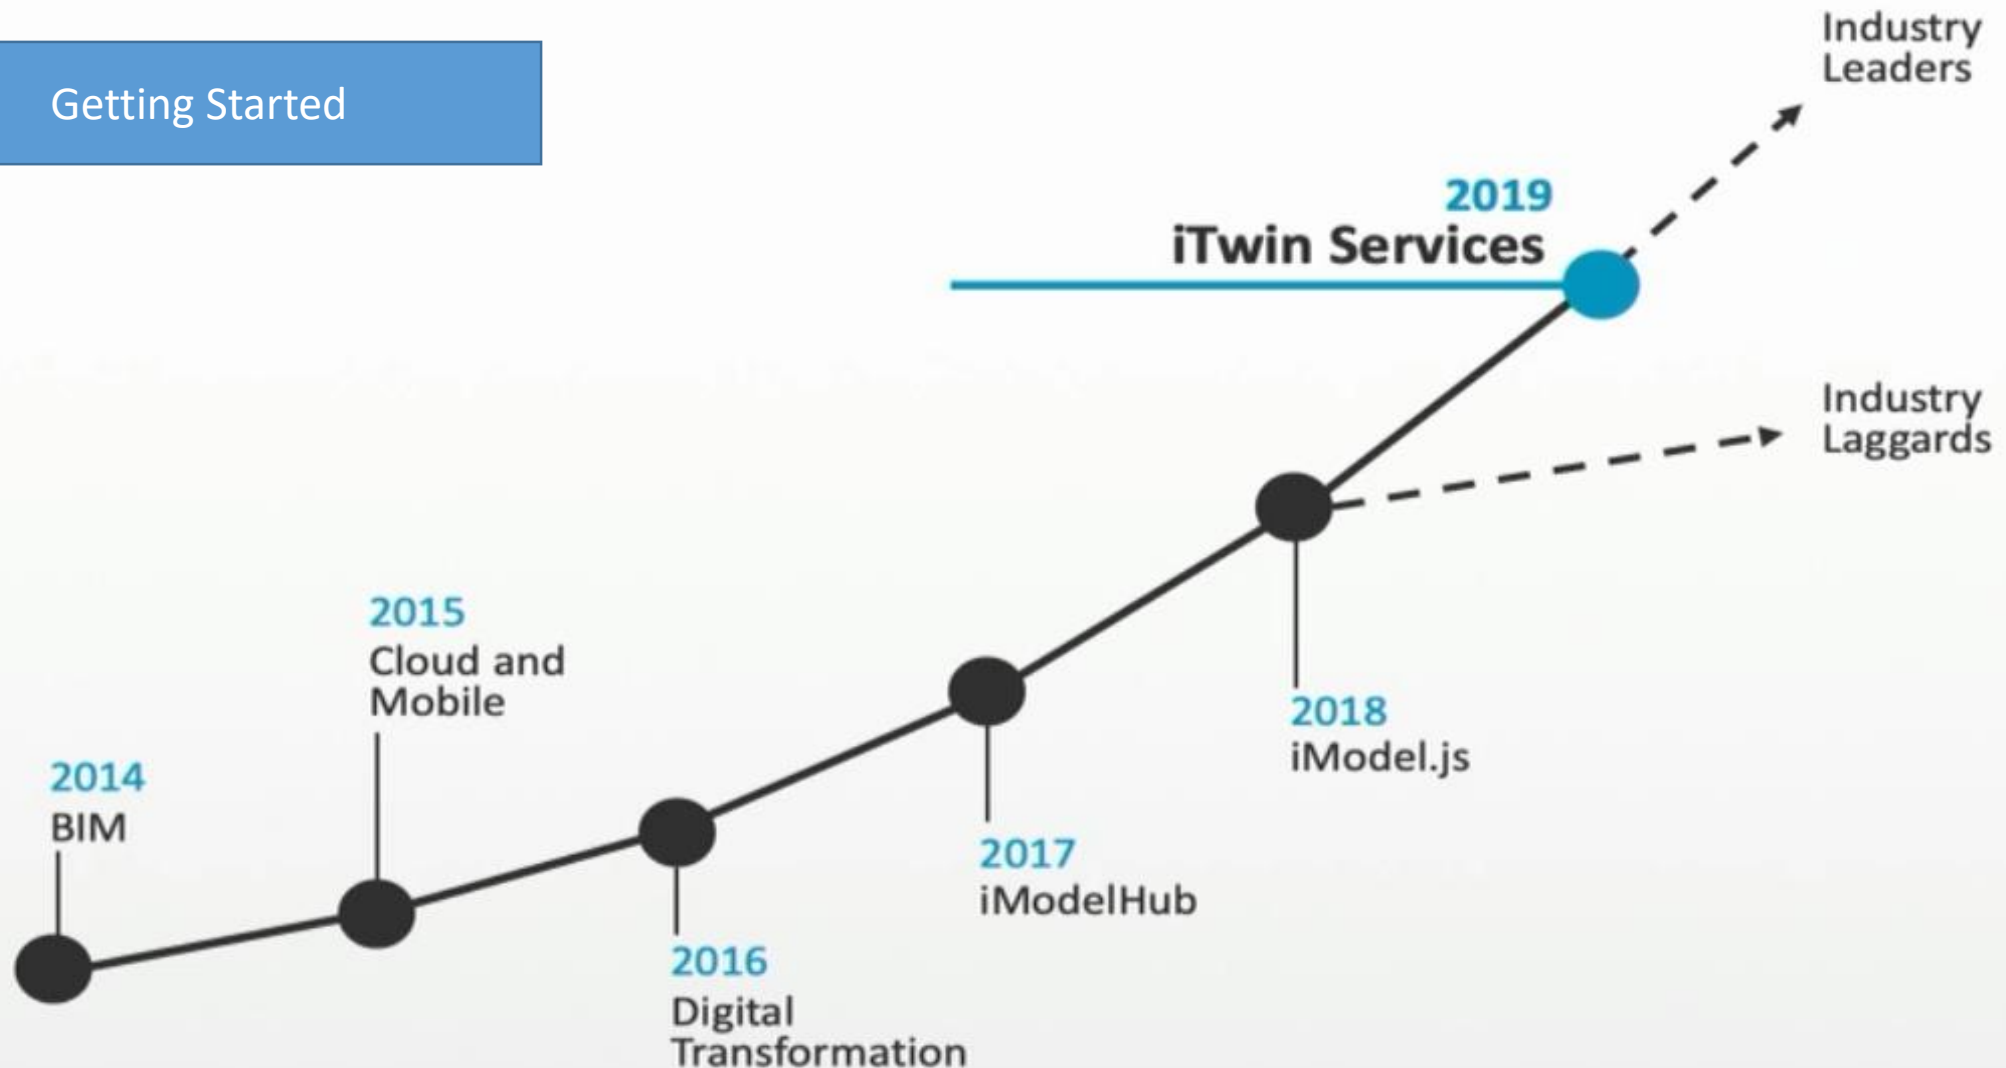 Getting Started
Industry
Leaders
2019
iTwin Services
Industry
Laggards
2015
Cloud and
Mobile
2018
iModel.js
2014
BIM
2017
iModelHub
2016
Digital
Transformation